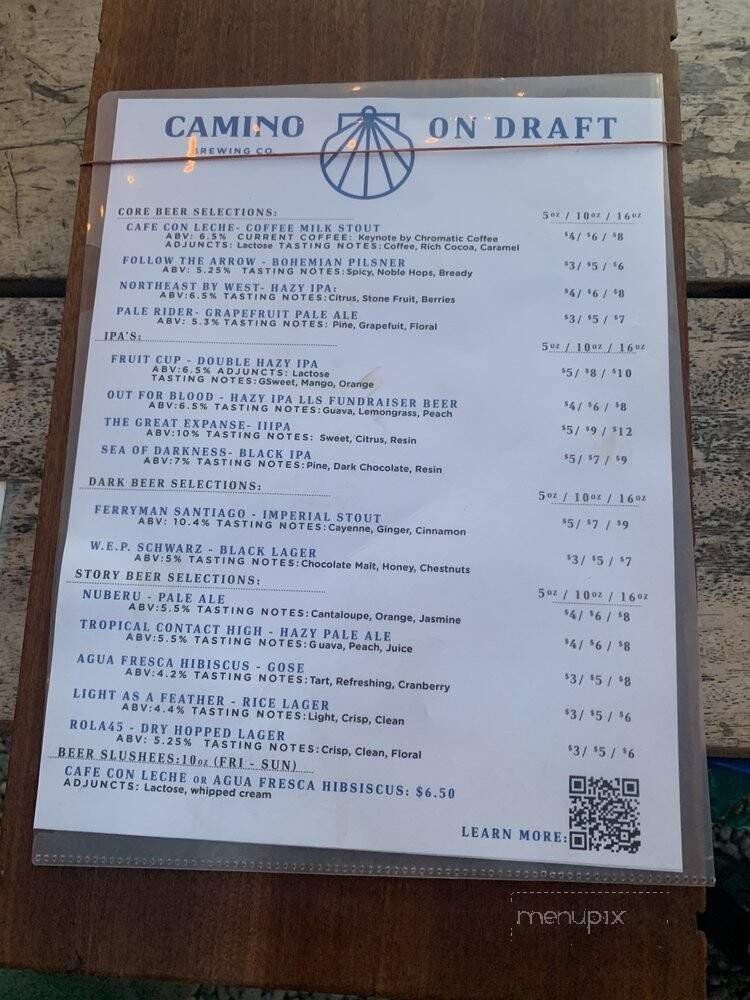 CAMINO ON DRAFT
BREWING CO.
CORE BEER SELECTIONS: 5oz / 10oz / 16oz
CAFE CON LECHE- COFFEE MILK STOUT $4/ $6 / $8
ABV: 6.5% CURRENT COFFEE: Keynote by Chromatic Coffee
ADJUNCTS: Lactose TASTING NOTES: Coffee, Rich Cocoa, Caramel
FOLLOW THE ARROW - BOHEMIAN PILSNER $3/ $5 / $6
ABV: 5.25% TASTING NOTES: Spicy, Noble Hops, Bready
NORTHEAST BY WEST- HAZY IPA: $4/ $6 / $8
ABV:6.5% TASTING NOTES: Citrus, Stone Fruit, Berries
PALE RIDER- GRAPEFRUIT PALE ALE $3/ $5 / $7
ABV: 5.3% TASTING NOTES: Pine, Grapefuit, Floral
IPA'S: 5oz / 10oz / 16oz
FRUIT CUP - DOUBLE HAZY IPA $5/ $8 / $10
ABV:6.5% ADJUNCTS: Lactose
TASTING NOTES: GSweet, Mango, Orange
OUT FOR BLOOD - HAZY IPA LLS FUNDRAISER BEER $4/ $6 / $8
ABV:6.5% TASTING NOTES: Guava, Lemongrass, Peach
THE GREAT EXPANSE- IIIPA $5/ $9 / $12
ABV:10% TASTING NOTES: Sweet, Citrus, Resin
SEA OF DARKNESS- BLACK IPA $5/ $7 / $9
ABV:7% TASTING NOTES: Pine, Dark Chocolate, Resin
DARK BEER SELECTIONS: 5oz / 10oz / 16oz
FERRYMAN SANTIAGO - IMPERIAL STOUT $5/ $7 / $9
ABV: 10.4% TASTING NOTES: Cayenne, Ginger, Cinnamon
W.E.P. SCHWARZ - BLACK LAGER $3/ $5 / $7
ABV:5% TASTING NOTES: Chocolate Malt, Honey, Chestnuts
STORY BEER SELECTIONS: 5oz / 10oz / 16oz
NUBERU - PALE ALE $4/ $6 / $8
ABV:5.5% TASTING NOTES: Cantaloupe, Orange, Jasmine
TROPICAL CONTACT HIGH - HAZY PALE ALE $4/ $6 / $8
ABV:5.5% TASTING NOTES: Guava, Peach, Juice
AGUA FRESCA HIBISCUS - GOSE $3/ $5 / $8
ABV:4.2% TASTING NOTES: Tart, Refreshing, Cranberry
LIGHT AS A FEATHER - RICE LAGER $3/ $5 / $6
ABV:4.4% TASTING NOTES: Light, Crisp, Clean
ROLA45 - DRY HOPPED LAGER $3/ $5 / $6
ABV: 5.25% TASTING NOTES: Crisp, Clean, Floral
BEER SLUSHEES:10oz (FRI - SUN)
CAFE CON LECHE OR AGUA FRESCA HIBSISCUS: $6.50
ADJUNCTS: Lactose, whipped cream
LEARN MORE:
menupix